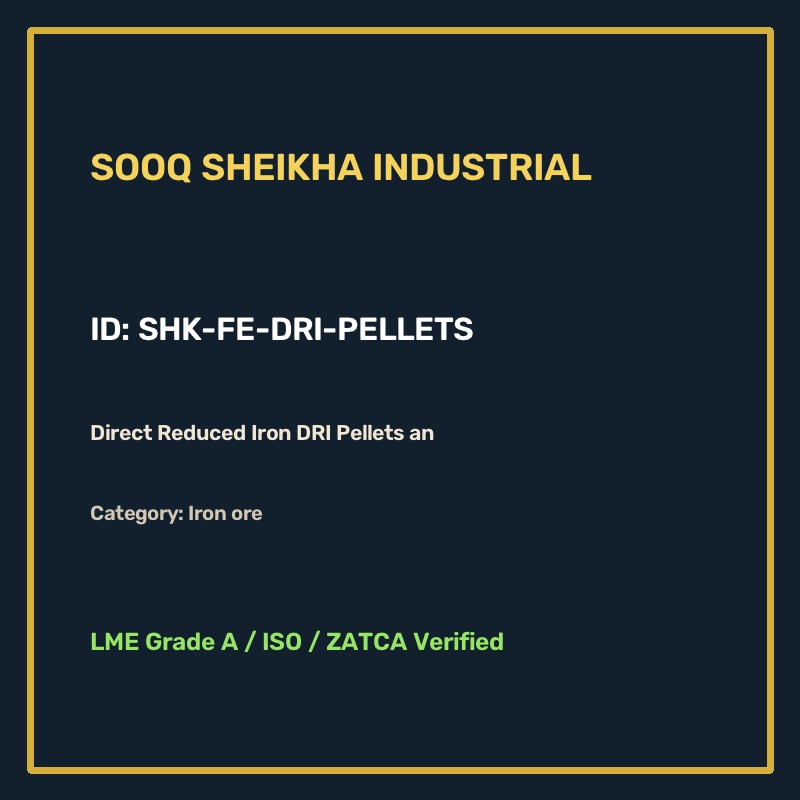 SOOQ SHEIKHA INDUSTRIAL
ID: SHK-FE-DRI-PELLETS
Direct Reduced Iron DRI Pellets an
Category: Iron ore
LME Grade A / ISO / ZATCA Verified